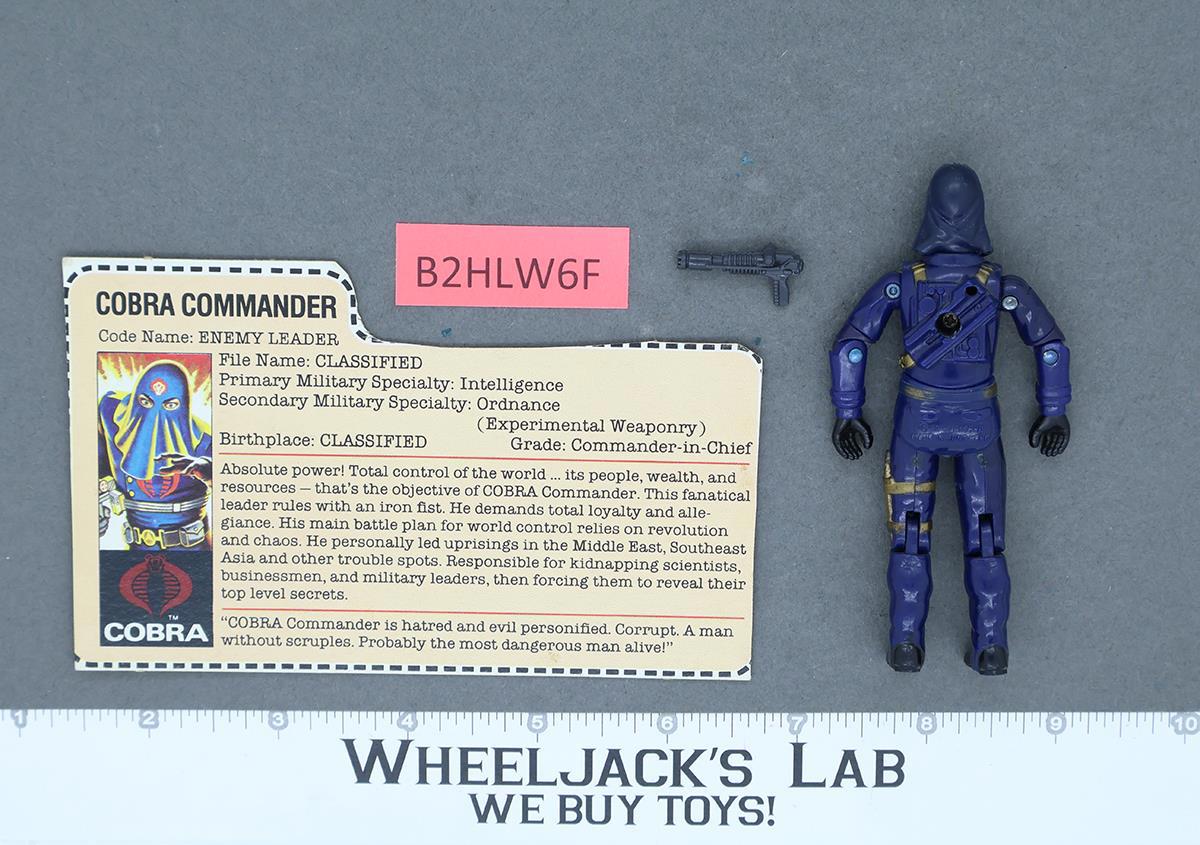 B2HLW6F
COBRA COMMANDER
Code Name: ENEMY LEADER
File Name: CLASSIFIED
Primary Military Specialty: Intelligence
Secondary Military Specialty: Ordnance
(Experimental Weaponry)
Birthplace: CLASSIFIED Grade: Commander-in-Chief
Absolute power! Total control of the world ... its people, wealth, and
resources – that's the objective of COBRA Commander. This fanatical
leader rules with an iron fist. He demands total loyalty and alle-
giance. His main battle plan for world control relies on revolution
and chaos. He personally led uprisings in the Middle East, Southeast
Asia and other trouble spots. Responsible for kidnapping scientists,
businessmen, and military leaders, then forcing them to reveal their
top level secrets.
"COBRA Commander is hatred and evil personified. Corrupt. A man
without scruples. Probably the most dangerous man alive!"
TM
COBRA
1 2 3 4 5 6 7 8 9 10
WHEELJACK'S LAB
WE BUY TOYS!